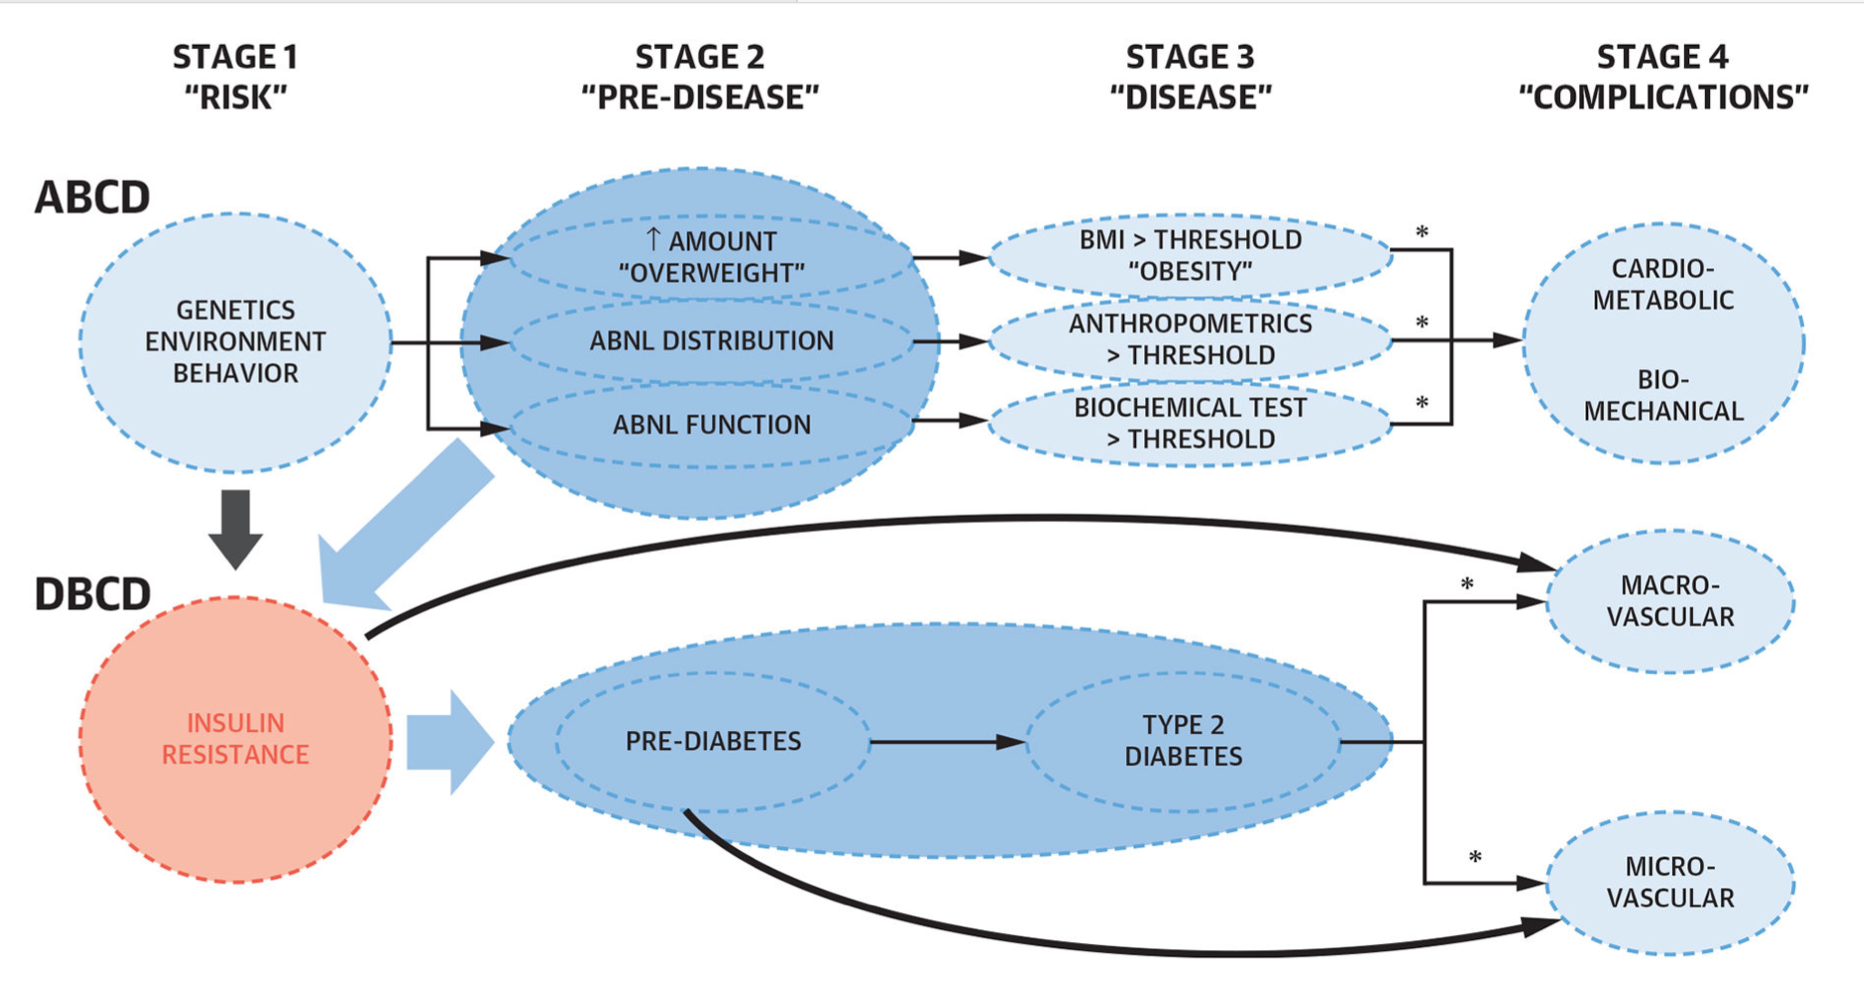 STAGE 1
“RISK”
STAGE 2
“PRE-DISEASE”
STAGE 3
“DISEASE”
STAGE 4
“COMPLICATIONS”
ABCD
GENETICS
ENVIRONMENT
BEHAVIOR
↑ AMOUNT
“OVERWEIGHT”
ABNL DISTRIBUTION
ABNL FUNCTION
BMI > THRESHOLD
“OBESITY”
ANTHROPOMETRICS
> THRESHOLD
BIOCHEMICAL TEST
> THRESHOLD
*
*
*
CARDIO-
METABOLIC
BIO-
MECHANICAL
DBCD
INSULIN
RESISTANCE
PRE-DIABETES
TYPE 2
DIABETES
*
*
MACRO-
VASCULAR
MICRO-
VASCULAR